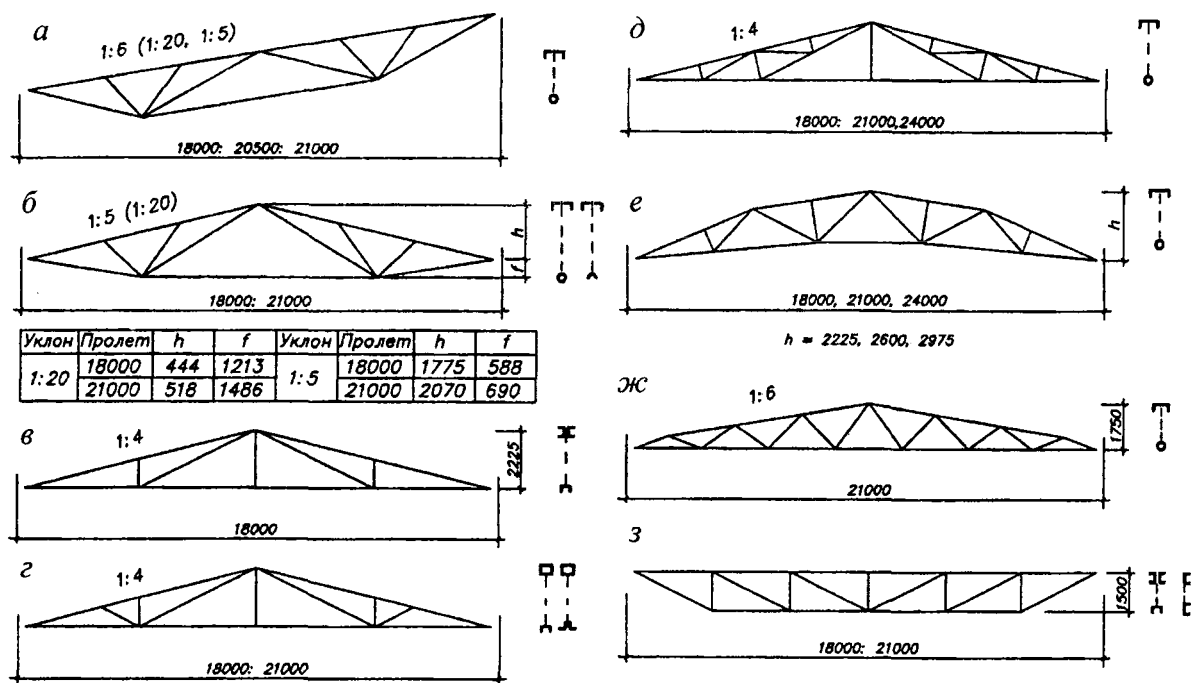 а
1:6 (1:20, 1:5)
18000: 20500: 21000
б
1:5 (1:20)
h
f
18000: 21000
Уклон Пролет h f Уклон Пролет h f
1:20 18000 444 1213 1:5 18000 1775 588
21000 518 1486 21000 2070 690
в
1:4
2225
18000
г
1:4
18000: 21000
д
1:4
18000: 21000,24000
е
h
18000, 21000, 24000
h = 2225, 2600, 2975
ж
1:6
1750
21000
з
1500
18000: 21000